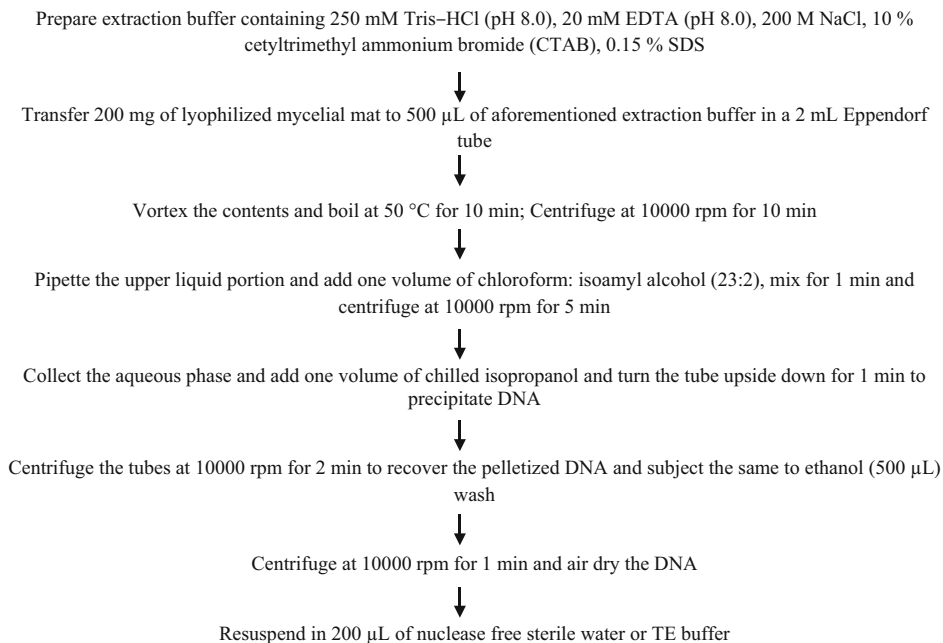 Prepare extraction buffer containing 250 mM Tris–HCl (pH 8.0), 20 mM EDTA (pH 8.0), 200 M NaCl, 10 %
cetyltrimethyl ammonium bromide (CTAB), 0.15 % SDS
Transfer 200 mg of lyophilized mycelial mat to 500 µL of aforementioned extraction buffer in a 2 mL Eppendorf
tube
Vortex the contents and boil at 50 °C for 10 min; Centrifuge at 10000 rpm for 10 min
Pipette the upper liquid portion and add one volume of chloroform: isoamyl alcohol (23:2), mix for 1 min and
centrifuge at 10000 rpm for 5 min
Collect the aqueous phase and add one volume of chilled isopropanol and turn the tube upside down for 1 min to
precipitate DNA
Centrifuge the tubes at 10000 rpm for 2 min to recover the pelletized DNA and subject the same to ethanol (500 µL)
wash
Centrifuge at 10000 rpm for 1 min and air dry the DNA
Resuspend in 200 µL of nuclease free sterile water or TE buffer